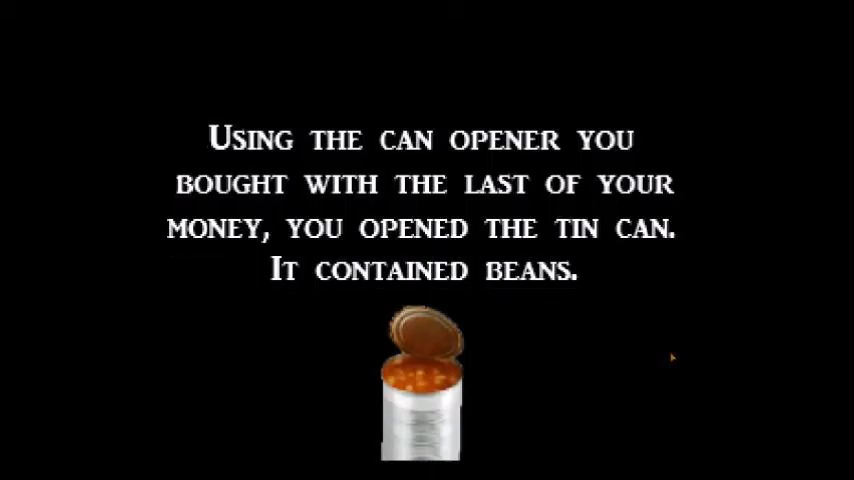 Using the can opener you
bought with the last of your
money, you opened the tin can.
It contained beans.